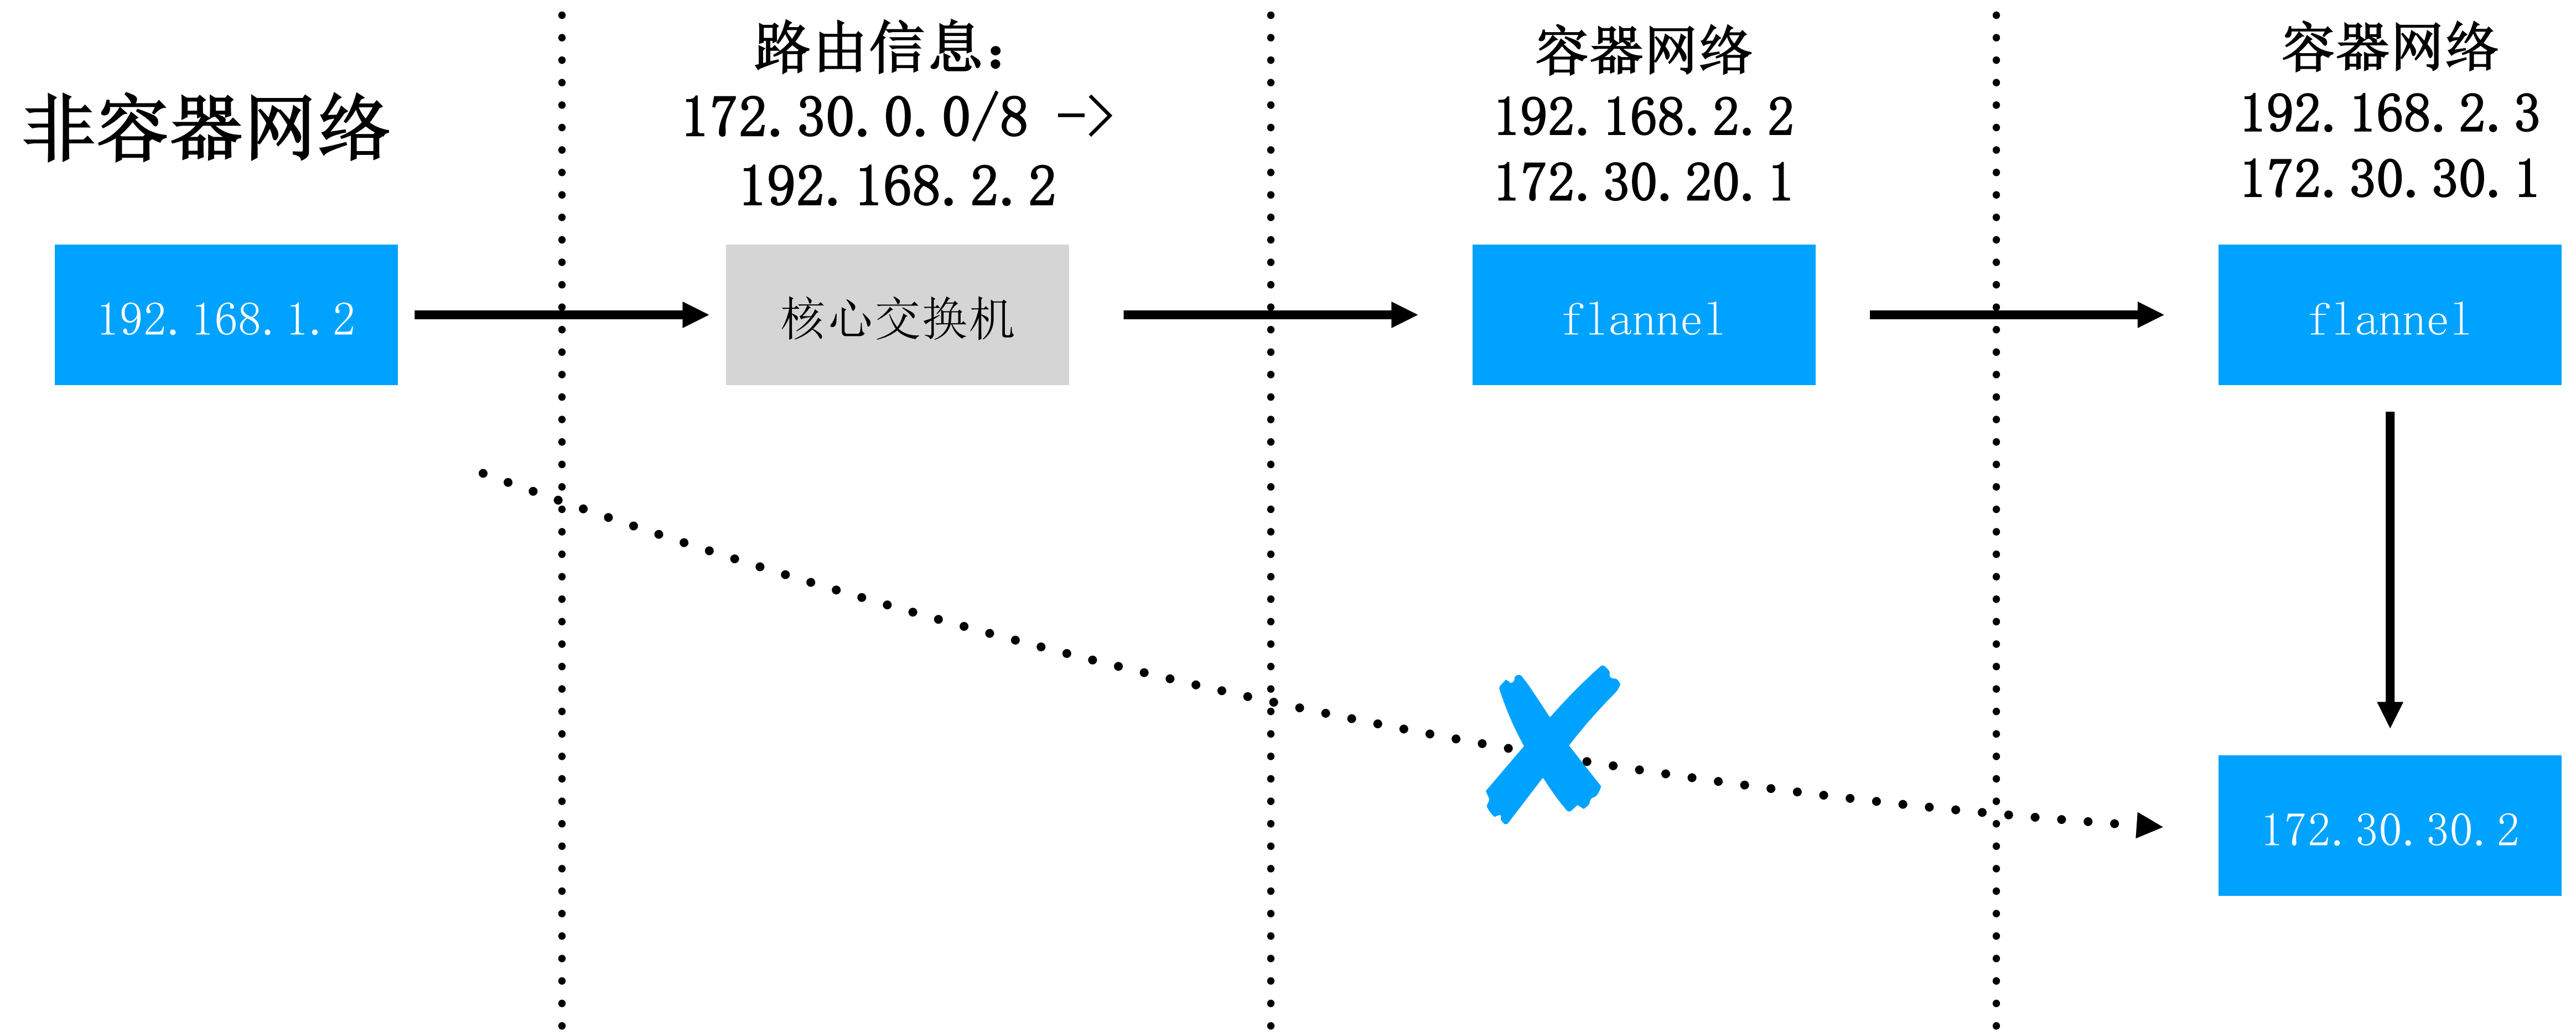 非容器网络
192.168.1.2
路由信息：
172.30.0.0/8 ->
192.168.2.2
核心交换机
容器网络
192.168.2.2
172.30.20.1
flannel
容器网络
192.168.2.3
172.30.30.1
flannel
172.30.30.2